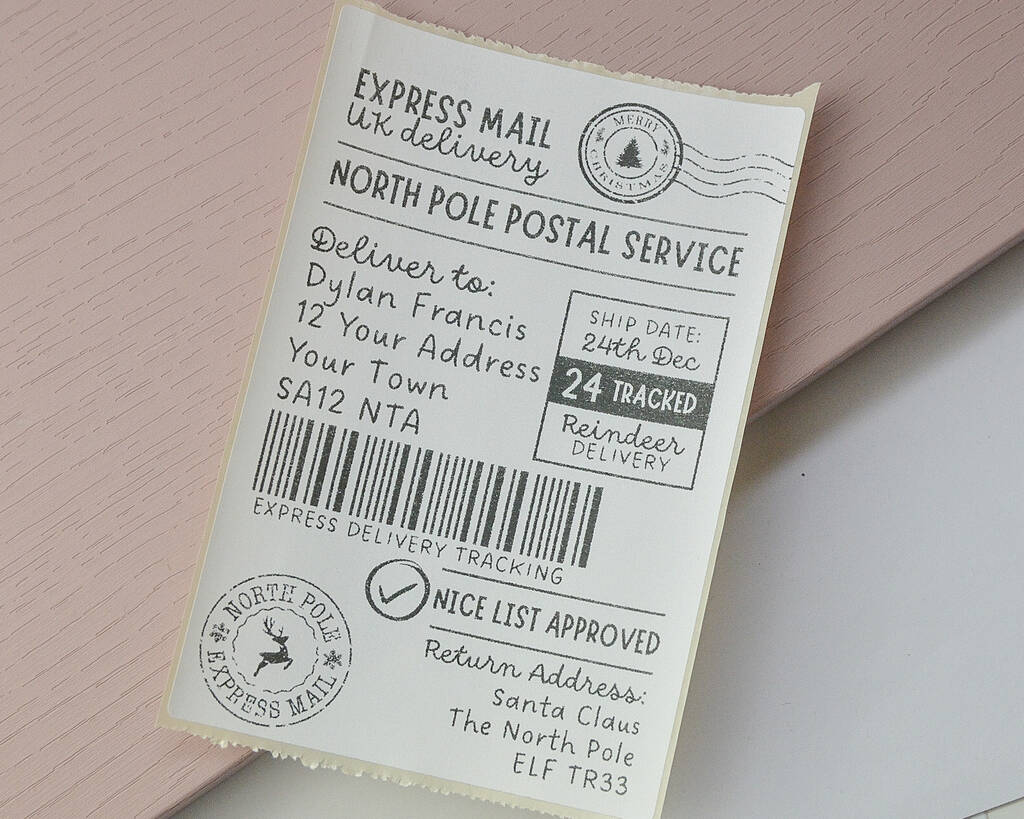 EXPRESS MAIL
UK delivery
MERRY
CHRISTMAS
NORTH POLE POSTAL SERVICE
Deliver to:
Dylan Francis
12 Your Address
Your Town
SA12 NTA
SHIP DATE:
24th Dec
24 TRACKED
Reindeer
DELIVERY
EXPRESS DELIVERY TRACKING
NICE LIST APPROVED
NORTH POLE
EXPRESS MAIL
Return Address:
Santa Claus
The North Pole
ELF TR33